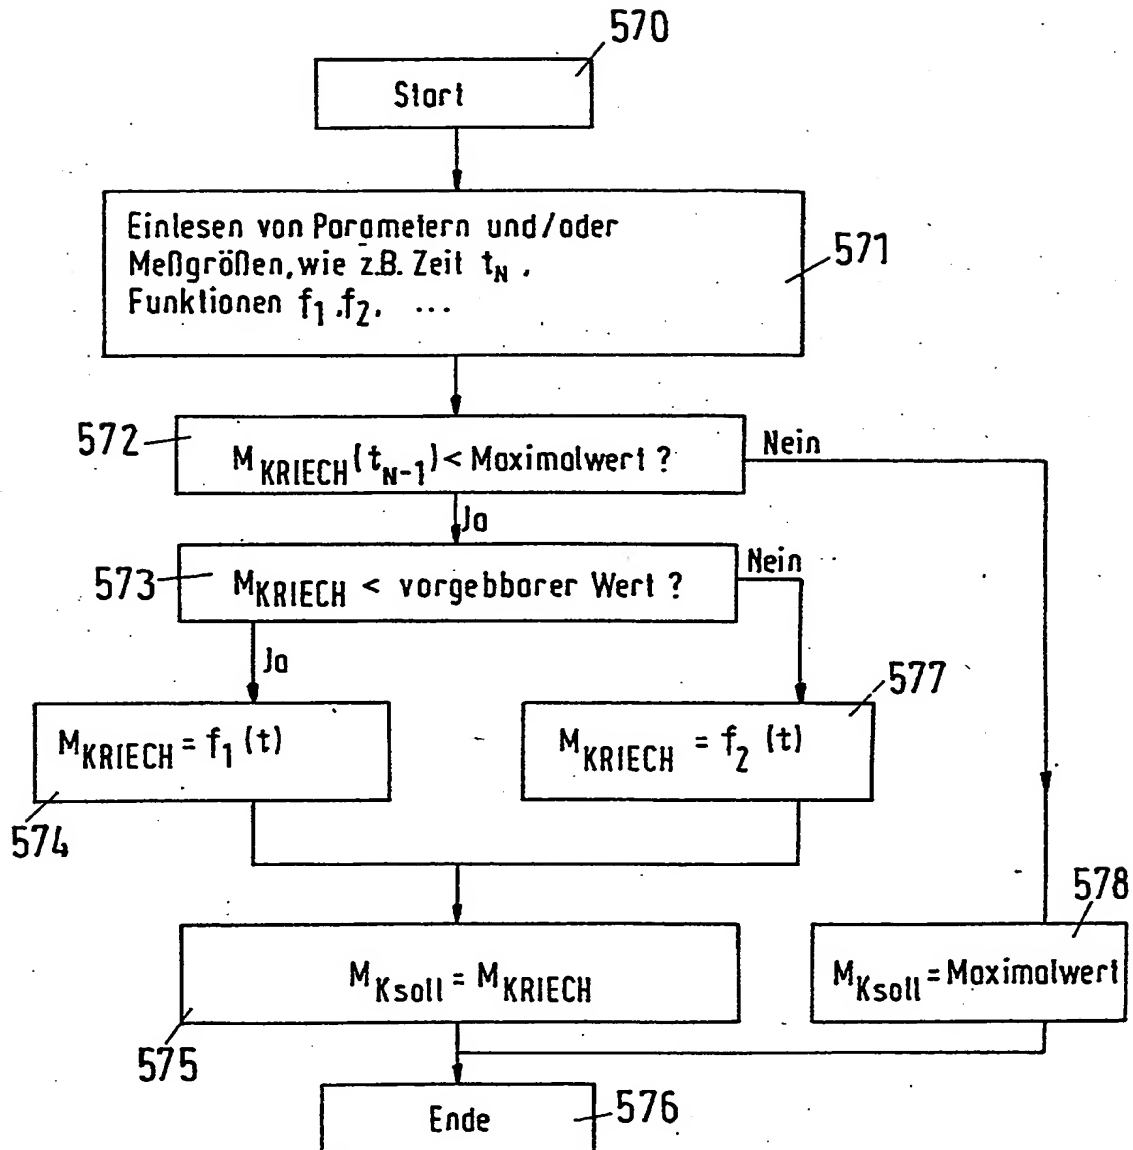 570
Start
Einlesen von Parametern und/oder
Meßgrößen, wie z.B. Zeit t_N,
Funktionen f_1, f_2, ...
571
572
M_KRIECH(t_N-1) < Maximalwert ?
Nein
Ja
573
M_KRIECH < vorgebbarer Wert ?
Nein
Ja
577
M_KRIECH = f_1 (t)
M_KRIECH = f_2 (t)
574
578
M_Ksoll = M_KRIECH
M_Ksoll = Maximalwert
575
Ende
576